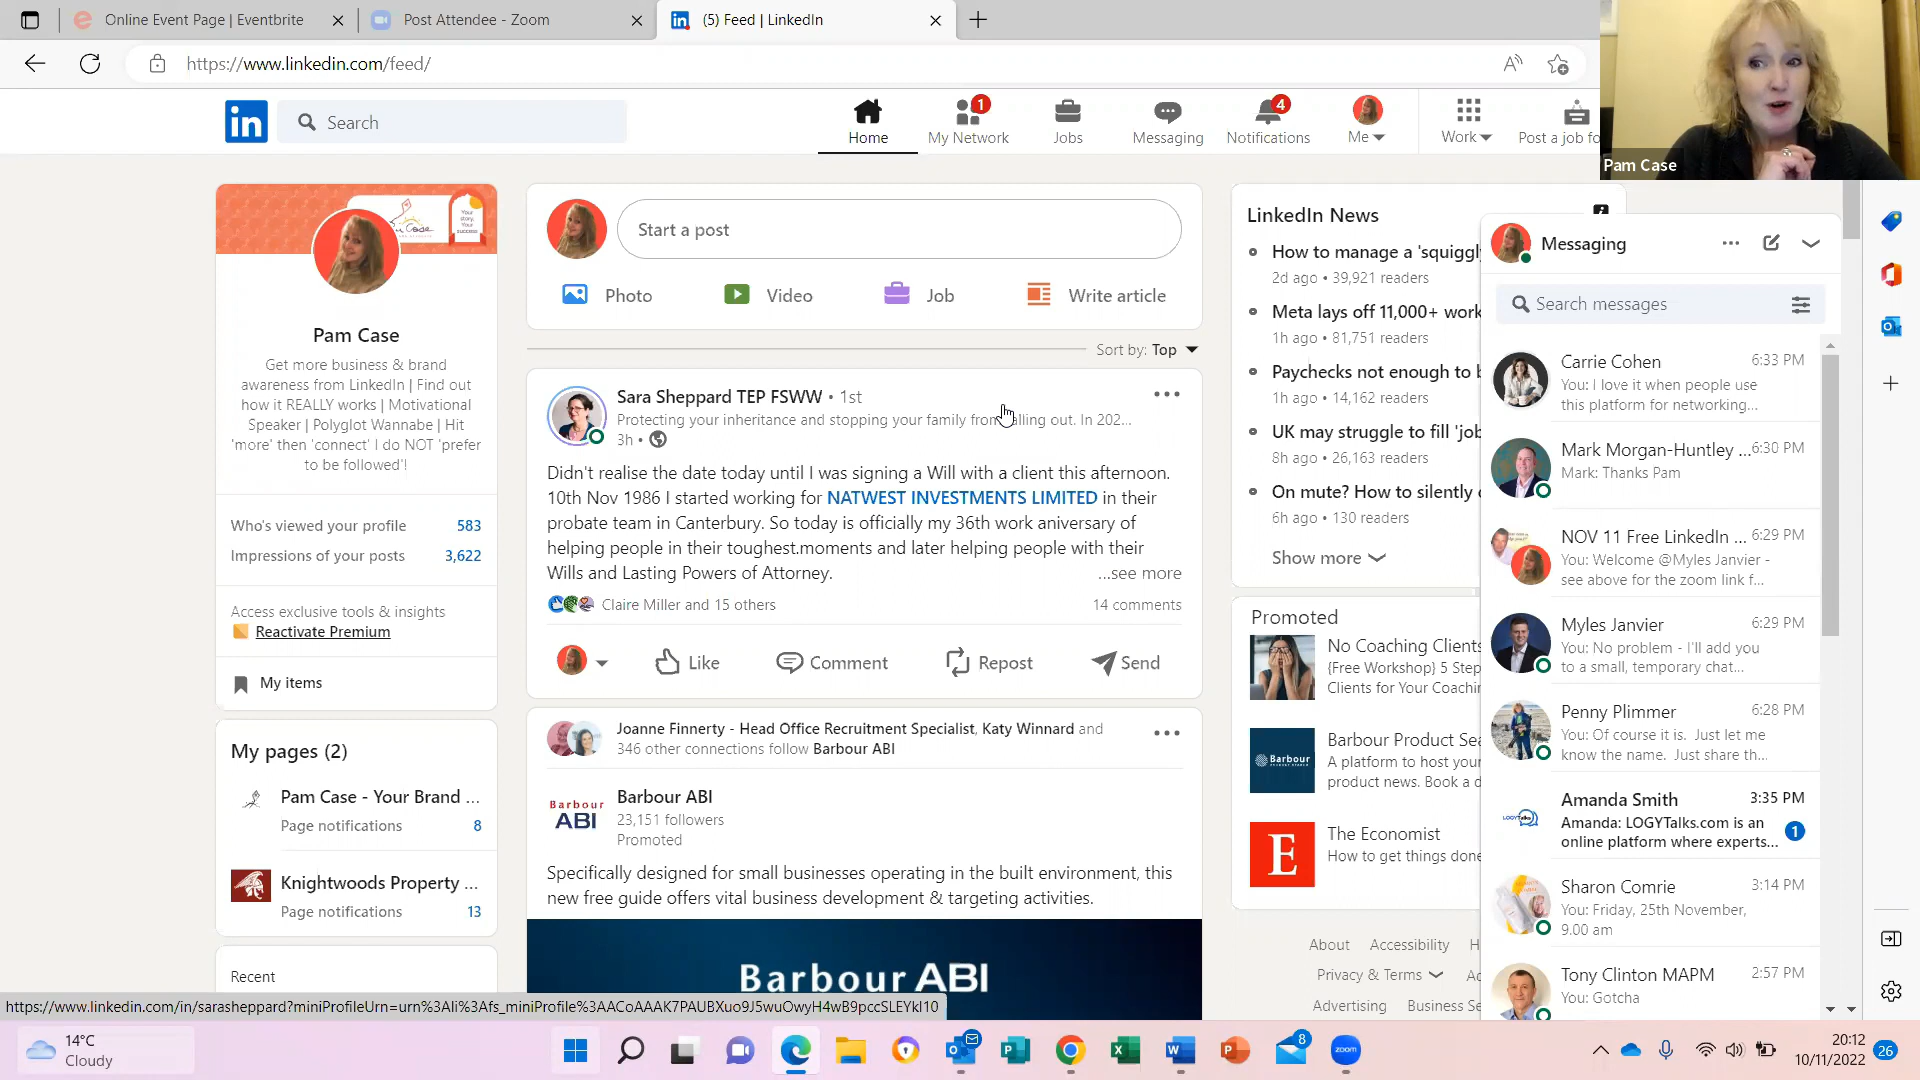 Online Event Page | Eventbrite
Post Attendee - Zoom
(5) Feed | LinkedIn
https://www.linkedin.com/feed/
Pam Case
in
Search
Home
1
My Network
Jobs
Messaging
4
Notifications
Me
Work
Post a job fo
Your story. Your success
Pam Case
Get more business & brand
awareness from LinkedIn | Find out
how it REALLY works | Motivational
Speaker | Polyglot Wannabe | Hit
'more' then 'connect' I do NOT 'prefer
to be followed'!
Who's viewed your profile 583
Impressions of your posts 3,622
Access exclusive tools & insights
Reactivate Premium
My items
My pages (2)
Pam Case - Your Brand ...
Page notifications 8
Knightwoods Property ...
Page notifications 13
Recent
Start a post
Photo
Video
Job
Write article
Sort by: Top
Sara Sheppard TEP FSWW • 1st
Protecting your inheritance and stopping your family from alling out. In 202...
3h •
Didn't realise the date today until I was signing a Will with a client this afternoon.
10th Nov 1986 I started working for NATWEST INVESTMENTS LIMITED in their
probate team in Canterbury. So today is officially my 36th work aniversary of
helping people in their toughest.moments and later helping people with their
Wills and Lasting Powers of Attorney. ...see more
Claire Miller and 15 others 14 comments
Like
Comment
Repost
Send
Joanne Finnerty - Head Office Recruitment Specialist, Katy Winnard and
346 other connections follow Barbour ABI
Barbour
ABI
Barbour ABI
23,151 followers
Promoted
Specifically designed for small businesses operating in the built environment, this
new free guide offers vital business development & targeting activities.
Barbour ABI
LinkedIn News
How to manage a 'squiggly
2d ago • 39,921 readers
Meta lays off 11,000+ work
1h ago • 81,751 readers
Paychecks not enough to b
1h ago • 14,162 readers
UK may struggle to fill 'job
8h ago • 26,163 readers
On mute? How to silently
6h ago • 130 readers
Show more
Promoted
No Coaching Clients
{Free Workshop} 5 Step
Clients for Your Coachin
Barbour
Barbour Product Sea
A platform to host your
product news. Book a d
E
The Economist
How to get things done
About Accessibility H
Privacy & Terms Ad
Advertising Business Se
Messaging
Search messages
Carrie Cohen 6:33 PM
You: I love it when people use
this platform for networking...
Mark Morgan-Huntley ... 6:30 PM
Mark: Thanks Pam
NOV 11 Free LinkedIn ... 6:29 PM
You: Welcome @Myles Janvier -
see above for the zoom link f...
Myles Janvier 6:29 PM
You: No problem - I'll add you
to a small, temporary chat...
Penny Plimmer 6:28 PM
You: Of course it is. Just let me
know the name. Just share th...
LOGYTalks
Amanda Smith 3:35 PM
Amanda: LOGYTalks.com is an
online platform where experts... 1
Sharon Comrie 3:14 PM
You: Friday, 25th November,
9.00 am
Tony Clinton MAPM 2:57 PM
You: Gotcha
https://www.linkedin.com/in/sarasheppard?miniProfileUrn=urn%3Ali%3Afs_miniProfile%3AACoAAAK7PAUBXuo9J5wuOwyH4wB9pccSLEYkI10
14°C
Cloudy
8
zoom
20:12
10/11/2022
26